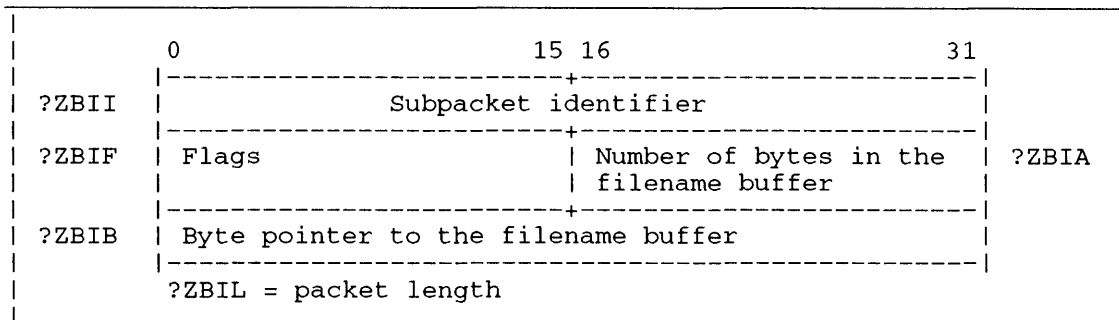 0 15 16 31
?ZBII Subpacket identifier
?ZBIF Flags Number of bytes in the ?ZBIA
filename buffer
?ZBIB Byte pointer to the filename buffer
?ZBIL = packet length